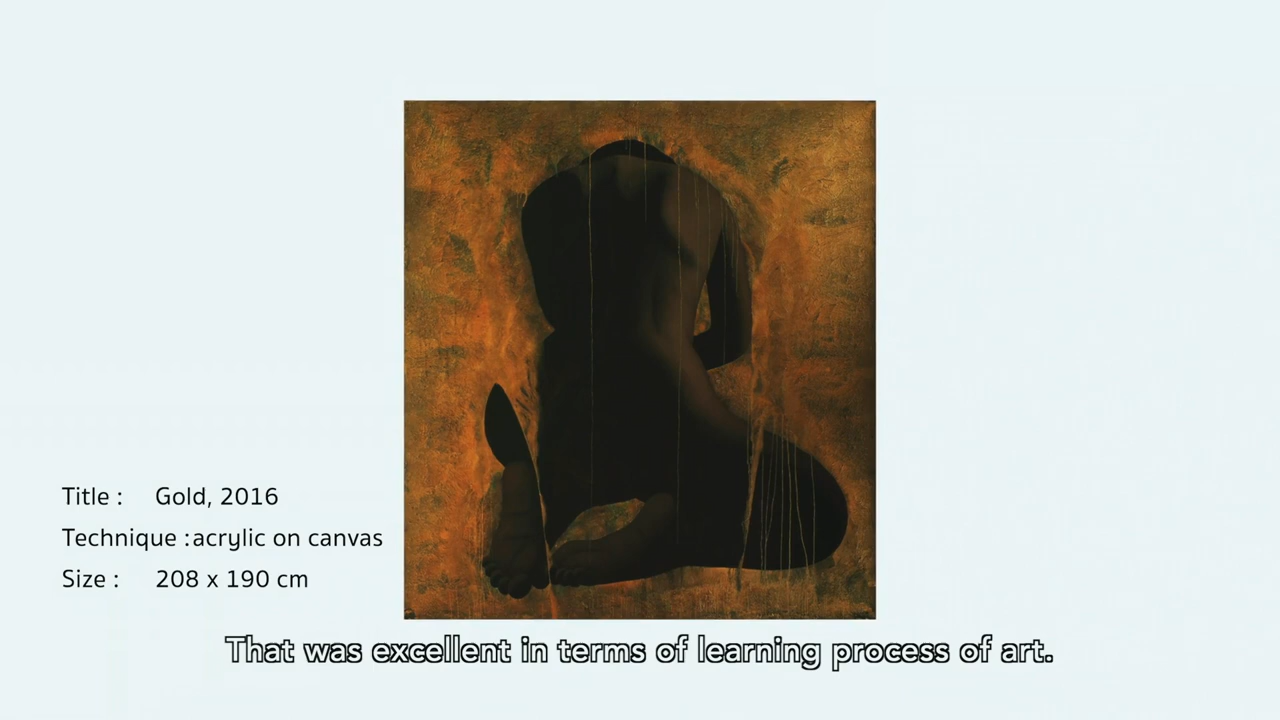 Title : Gold, 2016
Technique : acrylic on canvas
Size : 208 x 190 cm
That was excellent in terms of learning process of art.